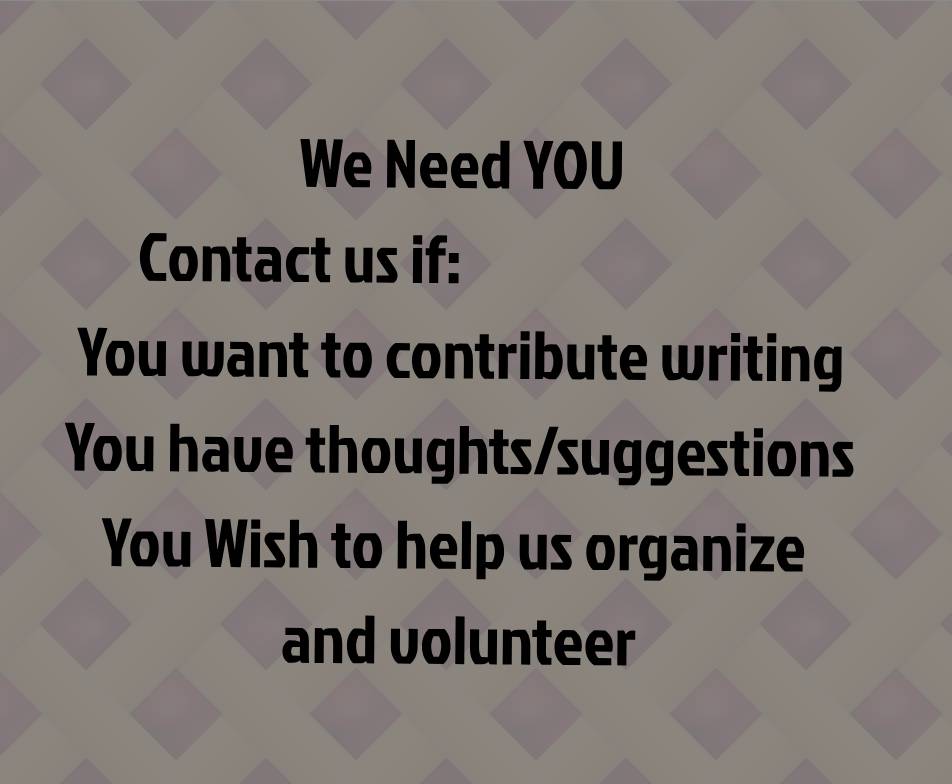 We Need YOU
Contact us if:
You want to contribute writing
You have thoughts/suggestions
You Wish to help us organize
and volunteer